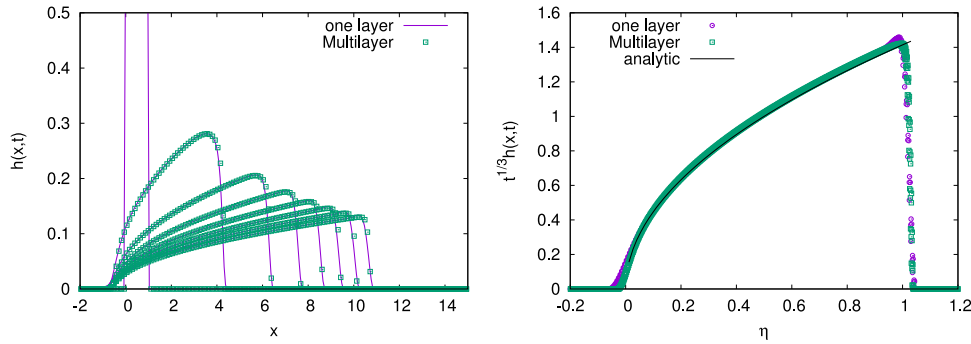 one layer
Multilayer
h(x,t)
0.5
0.4
0.3
0.2
0.1
0
-2 0 2 4 6 8 10 12 14
x
one layer
Multilayer
analytic
t^{1/3}h(x,t)
1.6
1.4
1.2
1
0.8
0.6
0.4
0.2
0
-0.2 0 0.2 0.4 0.6 0.8 1 1.2
η